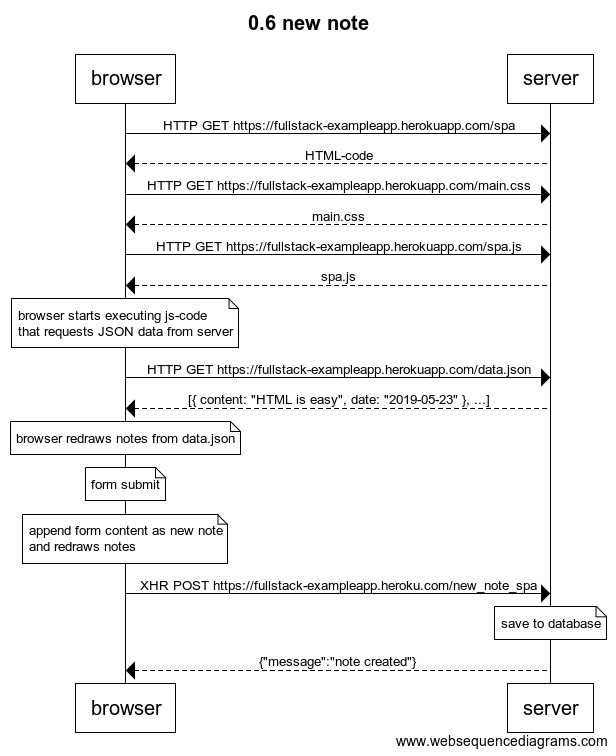 0.6 new note
browser
server
HTTP GET https://fullstack-exampleapp.herokuapp.com/spa
HTML-code
HTTP GET https://fullstack-exampleapp.herokuapp.com/main.css
main.css
HTTP GET https://fullstack-exampleapp.herokuapp.com/spa.js
spa.js
browser starts executing js-code
that requests JSON data from server
HTTP GET https://fullstack-exampleapp.herokuapp.com/data.json
[{ content: "HTML is easy", date: "2019-05-23" }, ...]
browser redraws notes from data.json
form submit
append form content as new note
and redraws notes
XHR POST https://fullstack-exampleapp.heroku.com/new_note_spa
save to database
{"message":"note created"}
browser
server
www.websequencediagrams.com